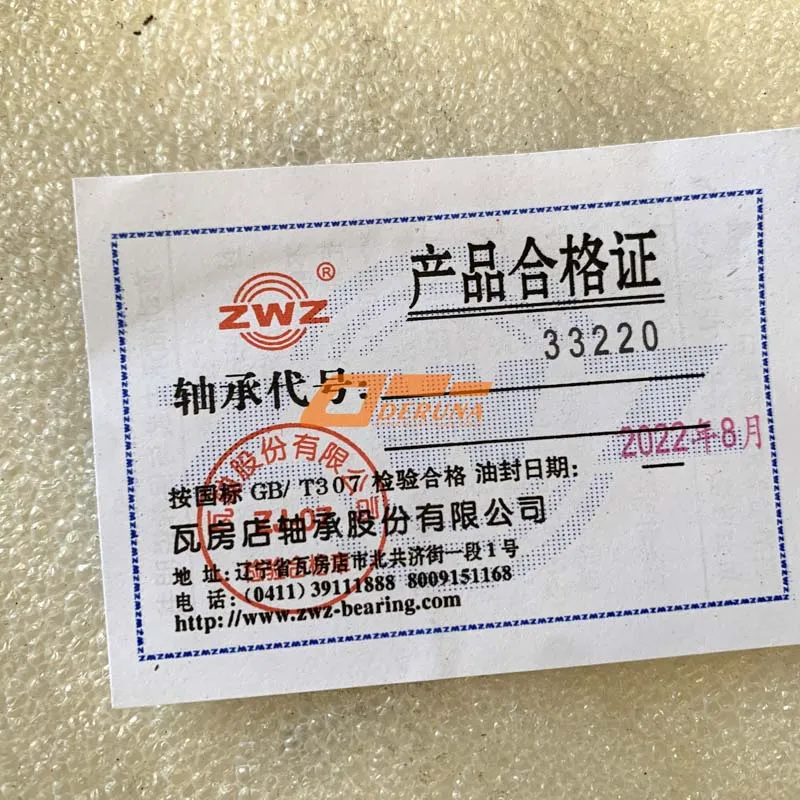 ZWZ®
产品合格证
33220
轴承代号:
DERUNA
2022年8月
按国标 GB/ T307 检验合格 油封日期:
瓦房店轴承股份有限公司
ZJ-07
地 址:辽宁省瓦房店市北共济街一段1号
电 话:(0411) 39111888 8009151168
http://www.zwz-bearing.com